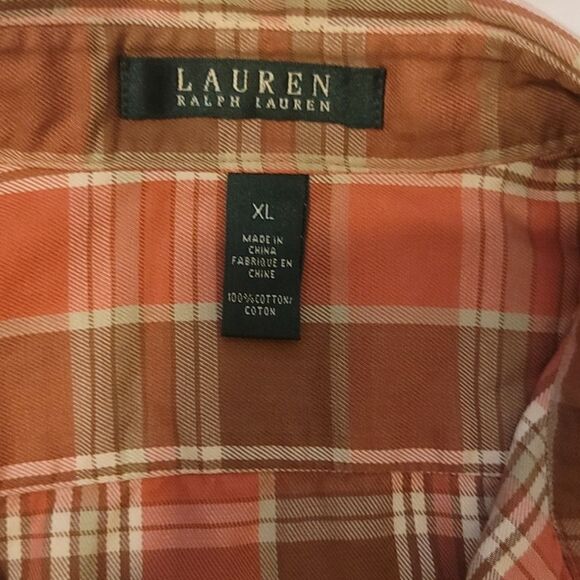 LAUREN
RALPH LAUREN
XL
MADE IN
CHINA
FABRIQUE EN
CHINE
100% COTTON/
COTON